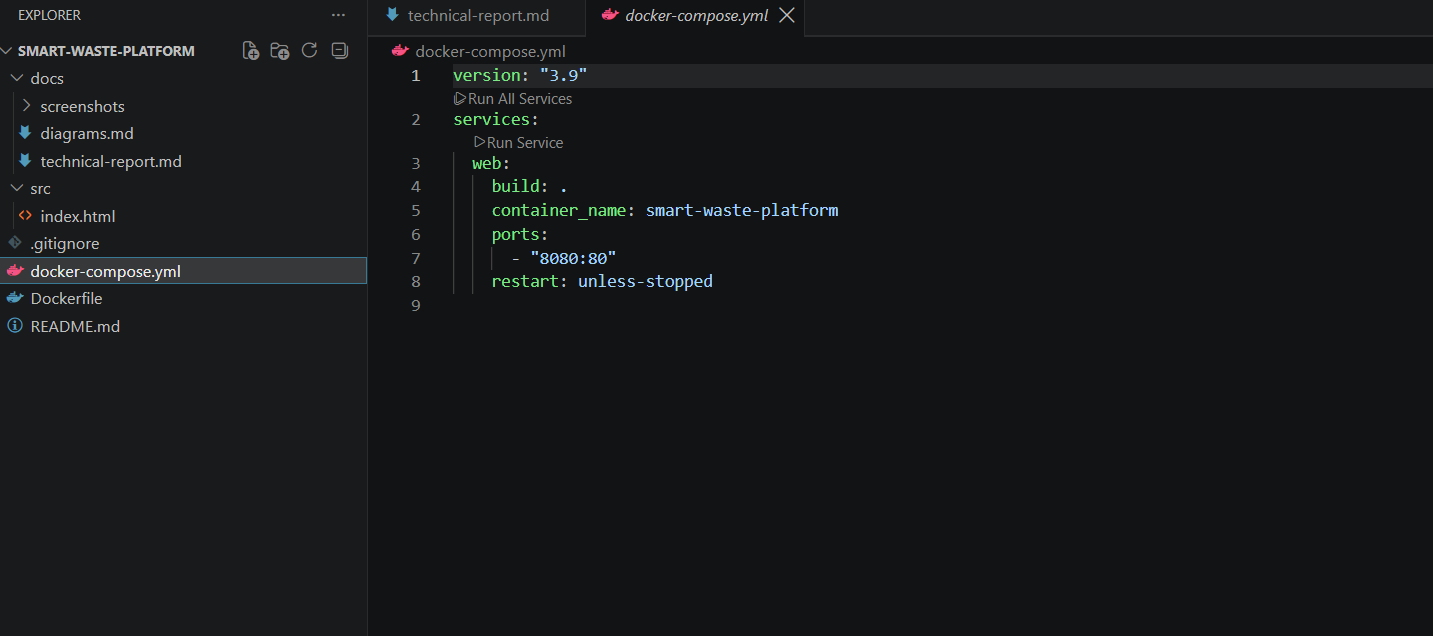 EXPLORER
SMART-WASTE-PLATFORM
docs
screenshots
diagrams.md
technical-report.md
src
index.html
.gitignore
docker-compose.yml
Dockerfile
README.md
technical-report.md
docker-compose.yml
docker-compose.yml
1 version: "3.9"
Run All Services
2 services:
Run Service
3 web:
4 build: .
5 container_name: smart-waste-platform
6 ports:
7 - "8080:80"
8 restart: unless-stopped
9